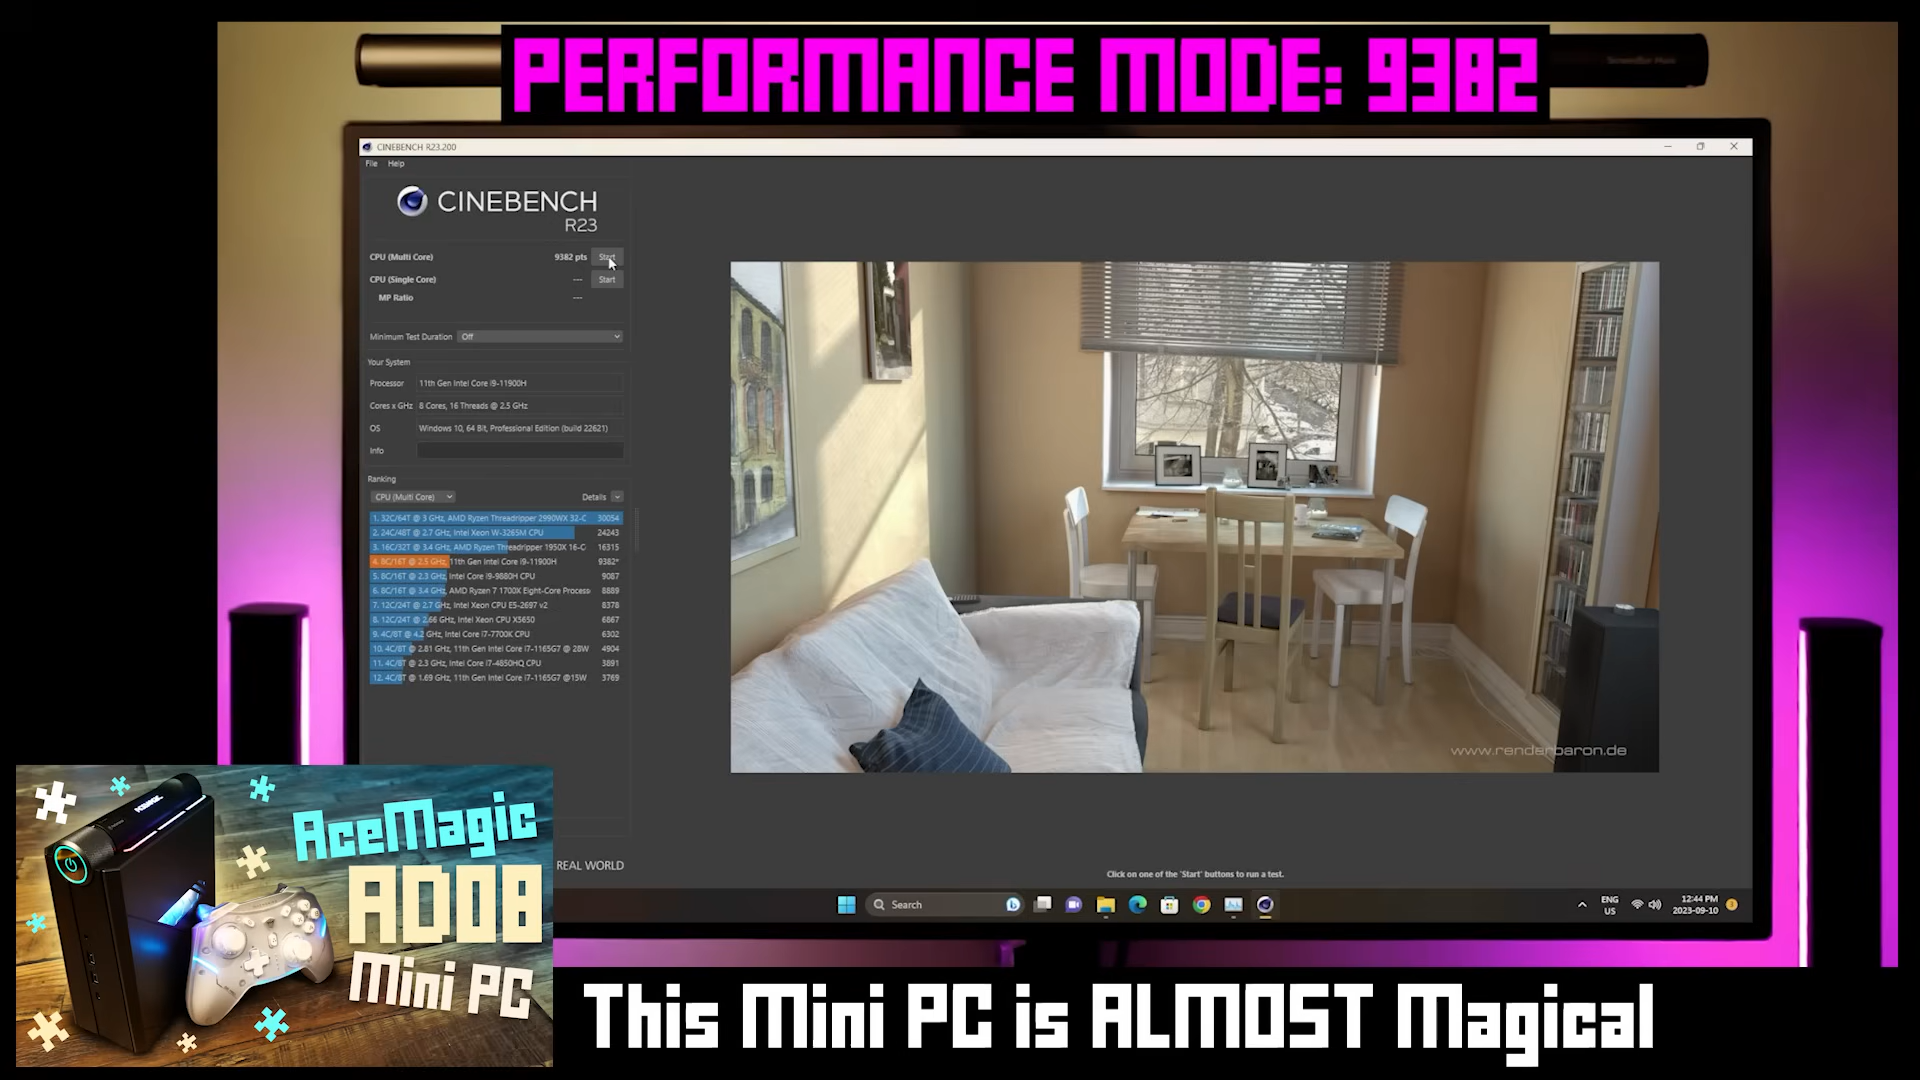 PERFORMANCE MODE: 9382
CINEBENCH R23.200
File Help
CINEBENCH
R23
CPU (Multi Core) 9382 pts Start
CPU (Single Core) --- Start
MP Ratio ---
Minimum Test Duration Off
Your System
Processor 11th Gen Intel Core i9-11900H
Cores x GHz 8 Cores, 16 Threads @ 2.5 GHz
OS Windows 10, 64 Bit, Professional Edition (build 22621)
Info
Ranking
CPU (Multi Core) Details
1. 32C/64T @ 3 GHz, AMD Ryzen Threadripper 2990WX 32-C 30054
2. 24C/48T @ 2.7 GHz, Intel Xeon W-3265M CPU 24243
3. 16C/32T @ 3.4 GHz, AMD Ryzen Threadripper 1950X 16-C 16315
4. 8C/16T @ 2.5 GHz, 11th Gen Intel Core i9-11900H 9382*
5. 8C/16T @ 2.3 GHz, Intel Core i9-9880H CPU 9087
6. 8C/16T @ 3.4 GHz, AMD Ryzen 7 1700X Eight-Core Process 8889
7. 12C/24T @ 2.7 GHz, Intel Xeon CPU E5-2697 v2 8378
8. 12C/24T @ 2.66 GHz, Intel Xeon CPU X5650 6867
9. 4C/8T @ 4.2 GHz, Intel Core i7-7700K CPU 6302
10. 4C/8T @ 2.81 GHz, 11th Gen Intel Core i7-1165G7 @ 28W 4904
11. 4C/8T @ 2.3 GHz, Intel Core i7-4850HQ CPU 3891
12. 4C/8T @ 1.69 GHz, 11th Gen Intel Core i7-1165G7 @15W 3769
www.renderbaron.de
REAL WORLD
Click on one of the 'Start' buttons to run a test.
Search
ENG
US
12:44 PM
2023-09-10
AceMagic
AD08
Mini PC
This Mini PC is ALMOST Magical